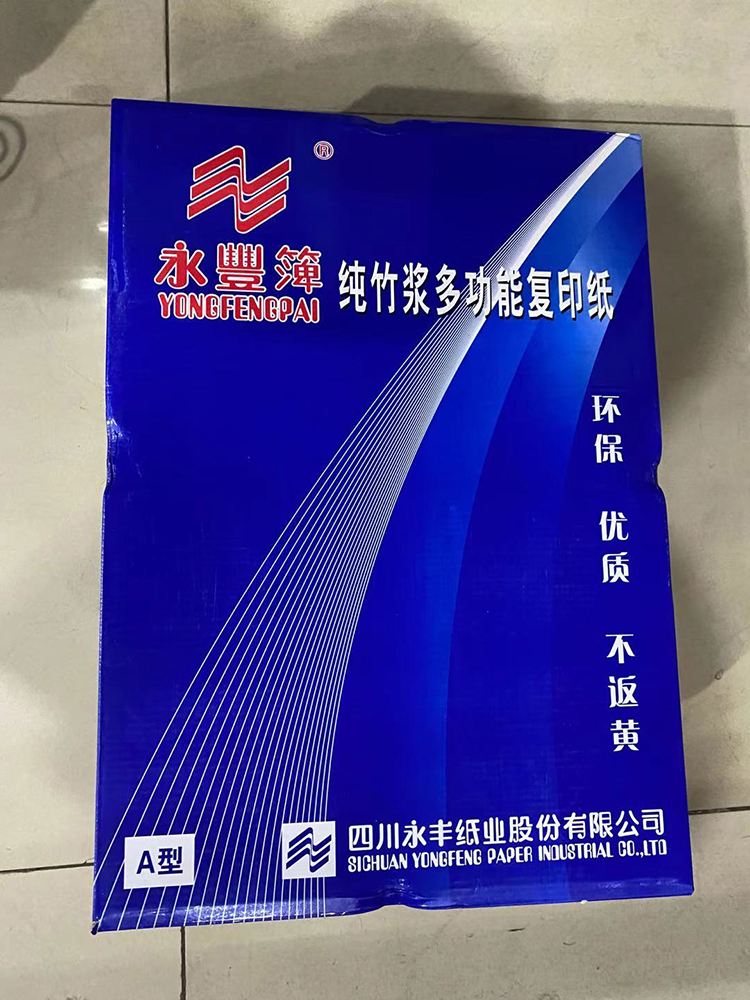 ®
永豐簰
YONGFENGPAI
纯竹浆多功能复印纸
环保 优质 不返黄
A型
四川永丰纸业股份有限公司
SICHUAN YONGFENG PAPER INDUSTRIAL CO.,LTD